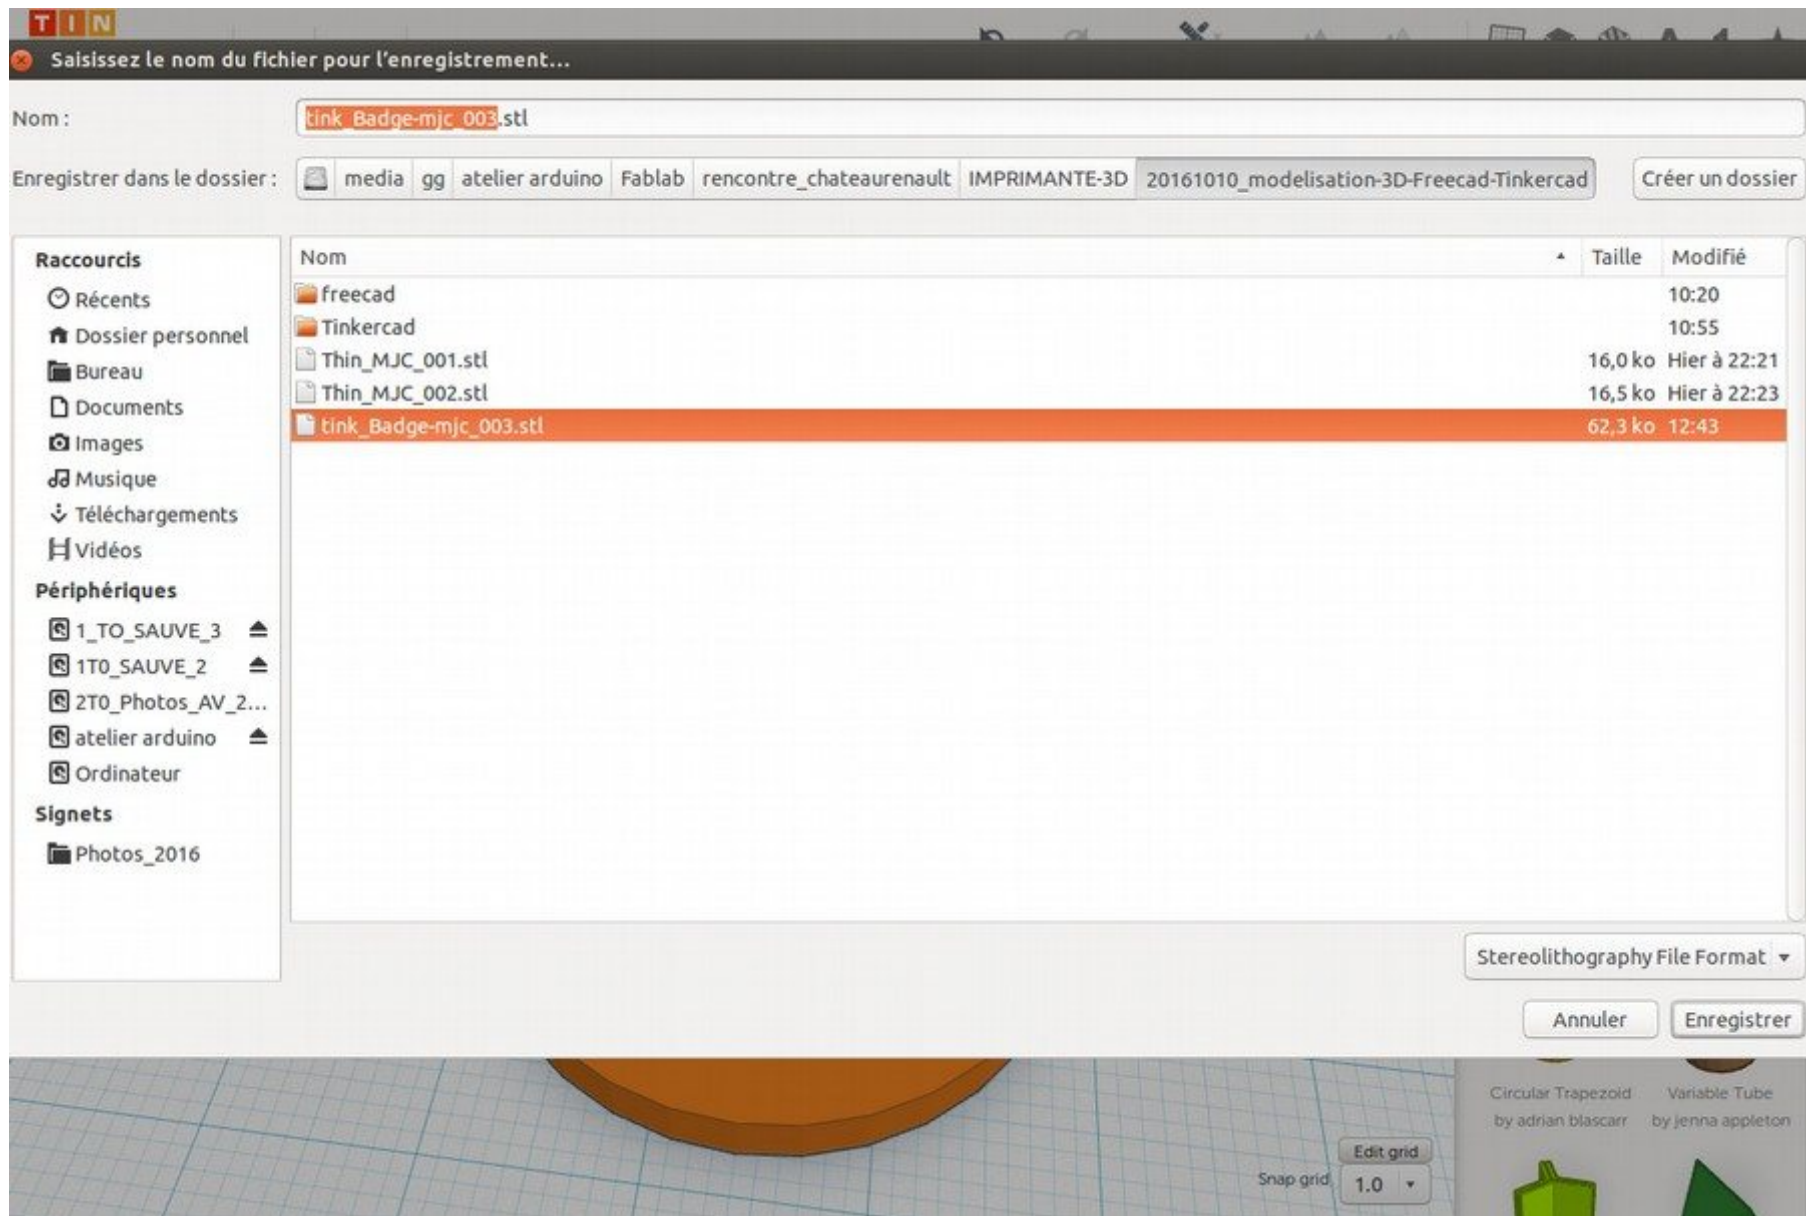 TIN
Saisissez le nom du fichier pour l'enregistrement...
Nom :
tink_Badge-mjc_003.stl
Enregistrer dans le dossier :
media gg atelier arduino Fablab rencontre_chateaurenault IMPRIMANTE-3D 20161010_modelisation-3D-Freecad-Tinkercad
Créer un dossier
Raccourcis
Récents
Dossier personnel
Bureau
Documents
Images
Musique
Téléchargements
Vidéos
Périphériques
1_TO_SAUVE_3
1T0_SAUVE_2
2T0_Photos_AV_2...
atelier arduino
Ordinateur
Signets
Photos_2016
Nom Taille Modifié
freecad 10:20
Tinkercad 10:55
Thin_MJC_001.stl 16,0 ko Hier à 22:21
Thin_MJC_002.stl 16,5 ko Hier à 22:23
tink_Badge-mjc_003.stl 62,3 ko 12:43
Stereolithography File Format
Annuler Enregistrer
Circular Trapezoid
by adrian blascarr
Variable Tube
by jenna appleton
Edit grid
Snap grid 1.0